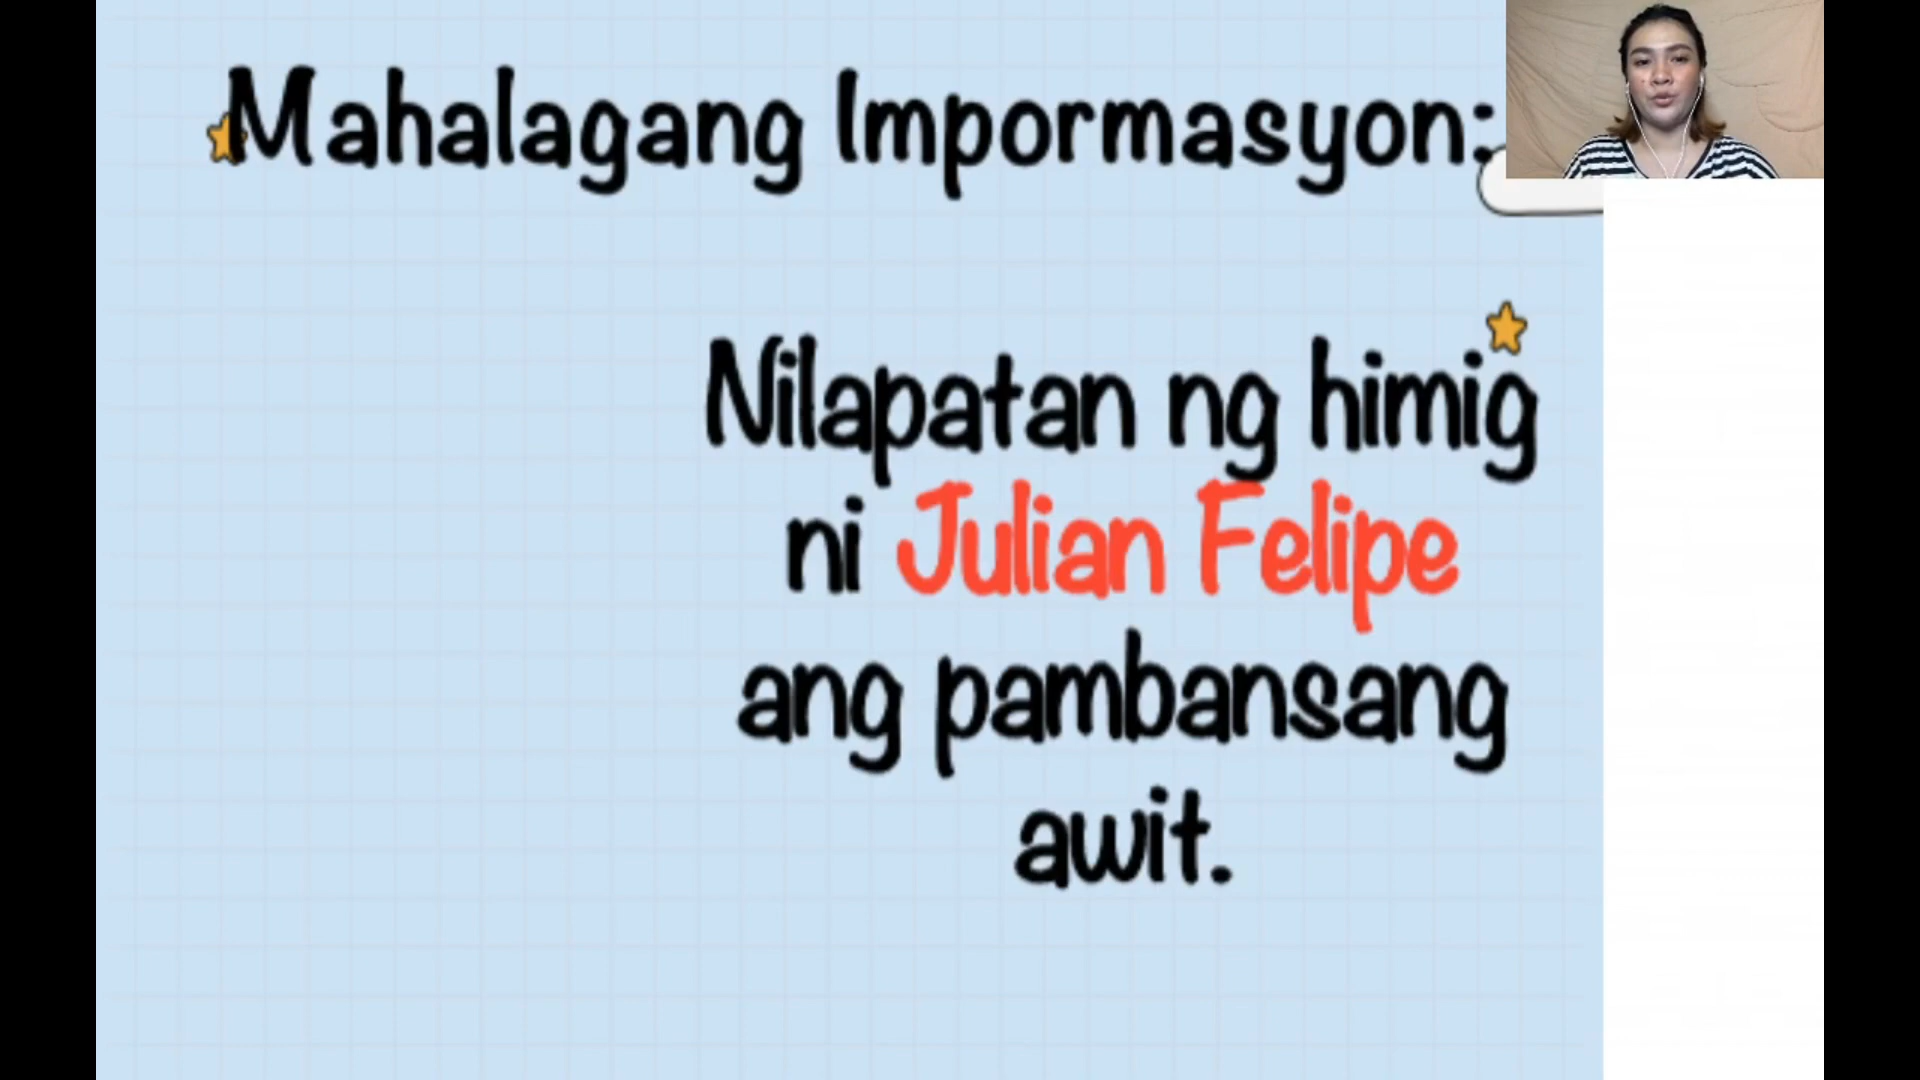 Mahalagang Impormasyon:
Nilapatan ng himig
ni Julian Felipe
ang pambansang
awit.